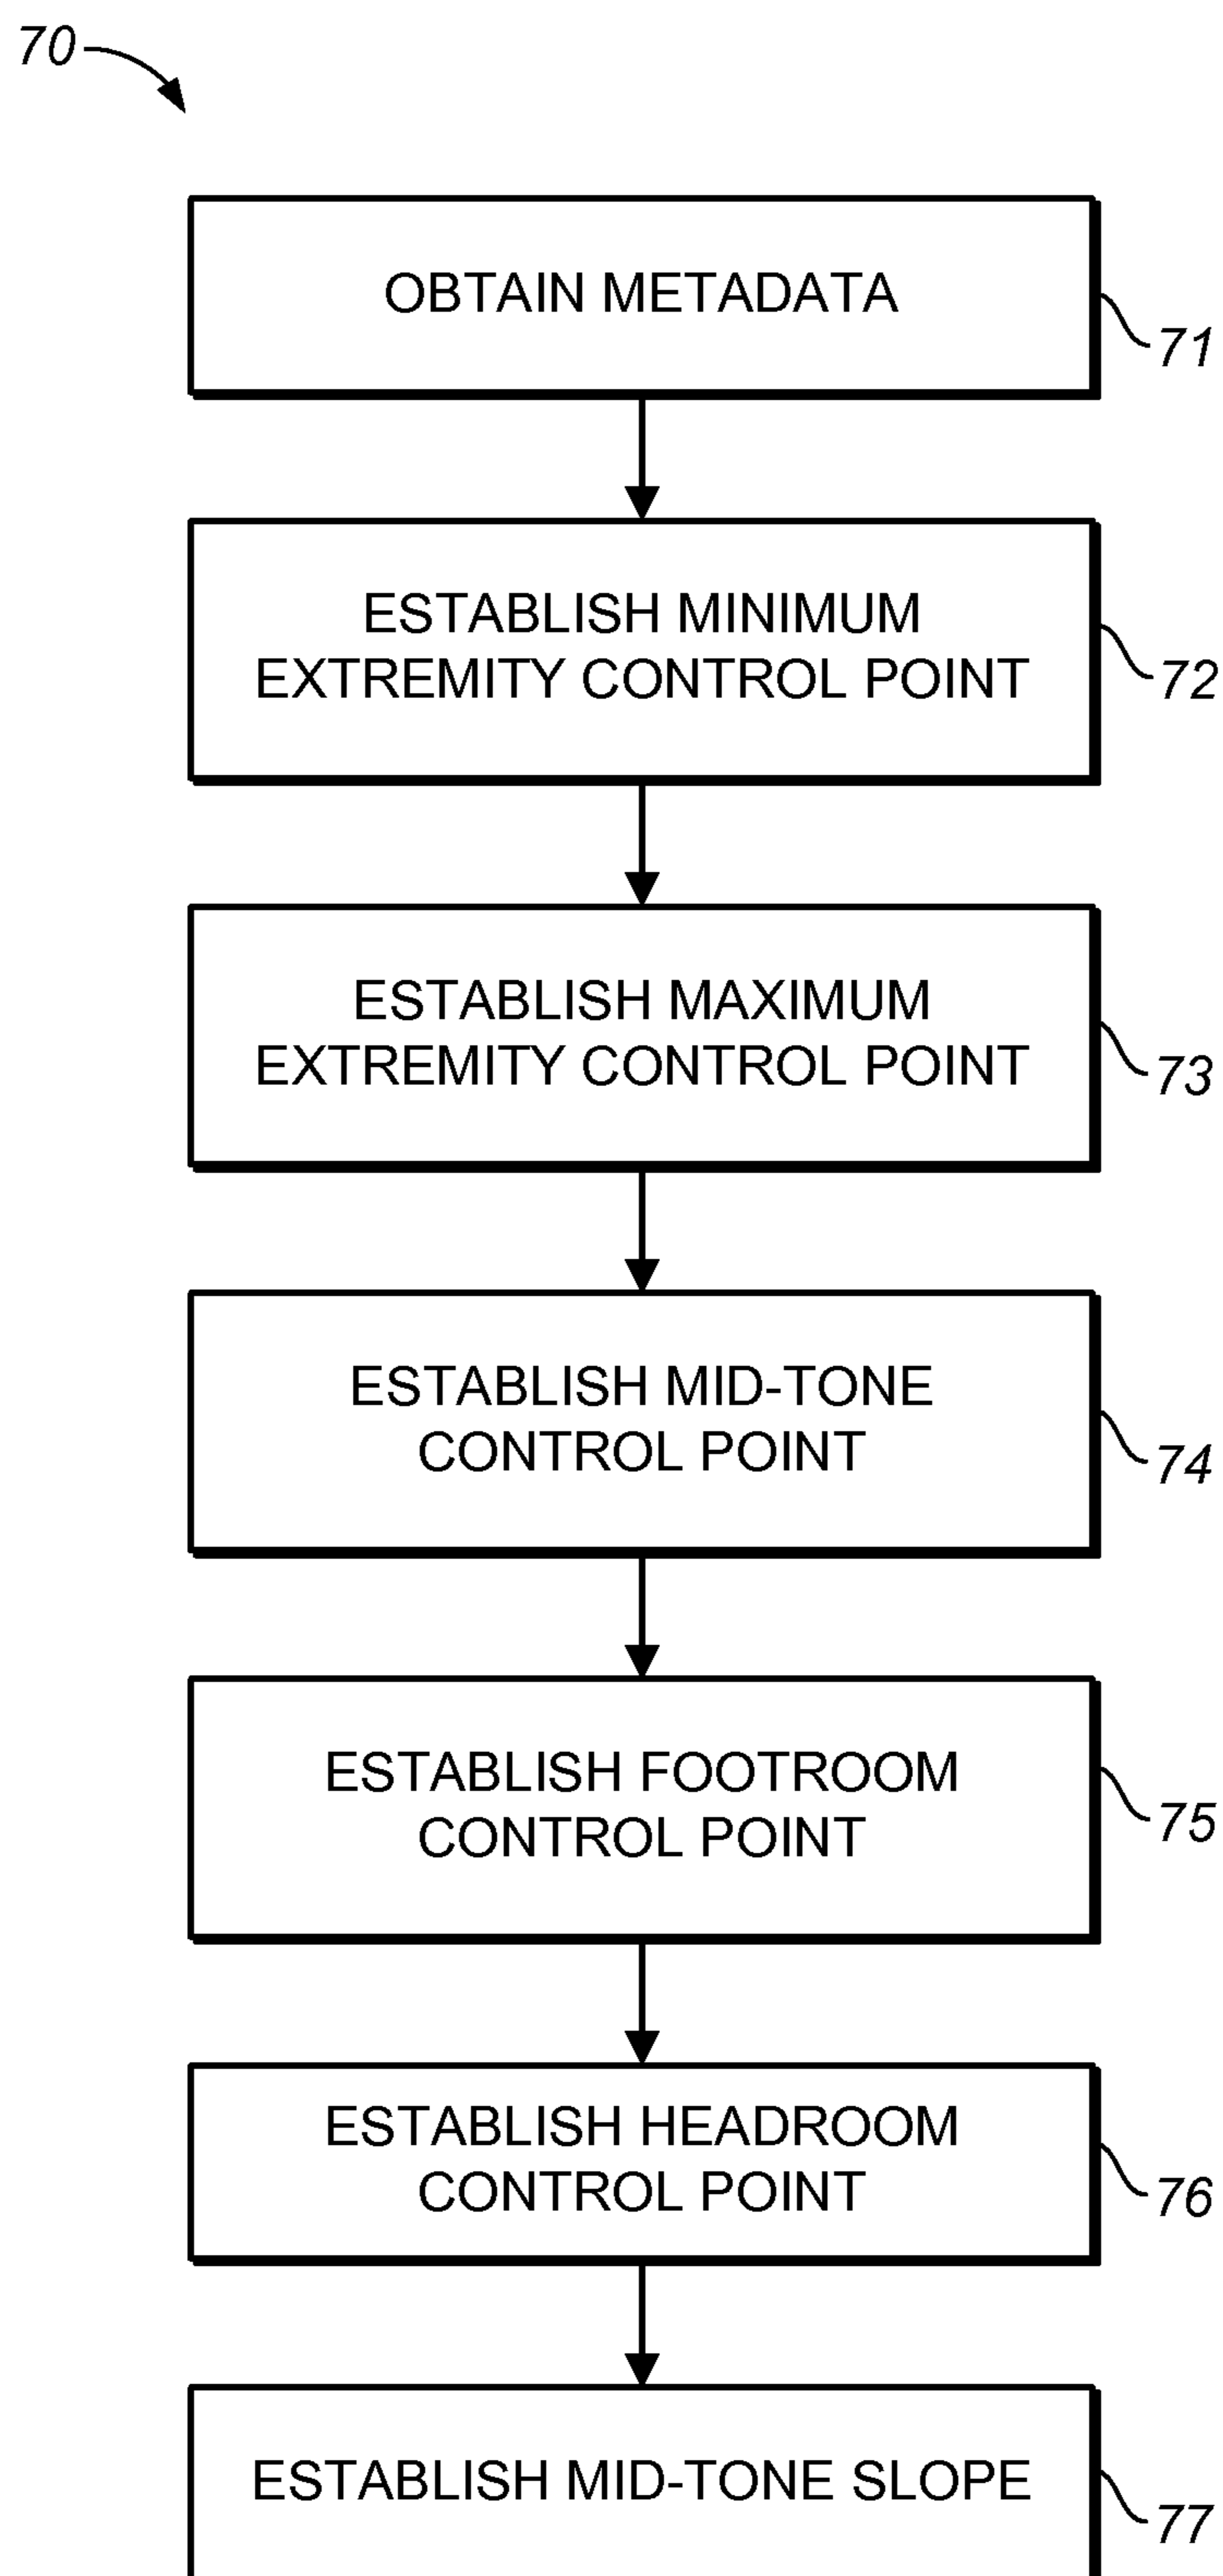 70
OBTAIN METADATA
71
ESTABLISH MINIMUM
EXTREMITY CONTROL POINT
72
ESTABLISH MAXIMUM
EXTREMITY CONTROL POINT
73
ESTABLISH MID-TONE
CONTROL POINT
74
ESTABLISH FOOTROOM
CONTROL POINT
75
ESTABLISH HEADROOM
CONTROL POINT
76
ESTABLISH MID-TONE SLOPE
77